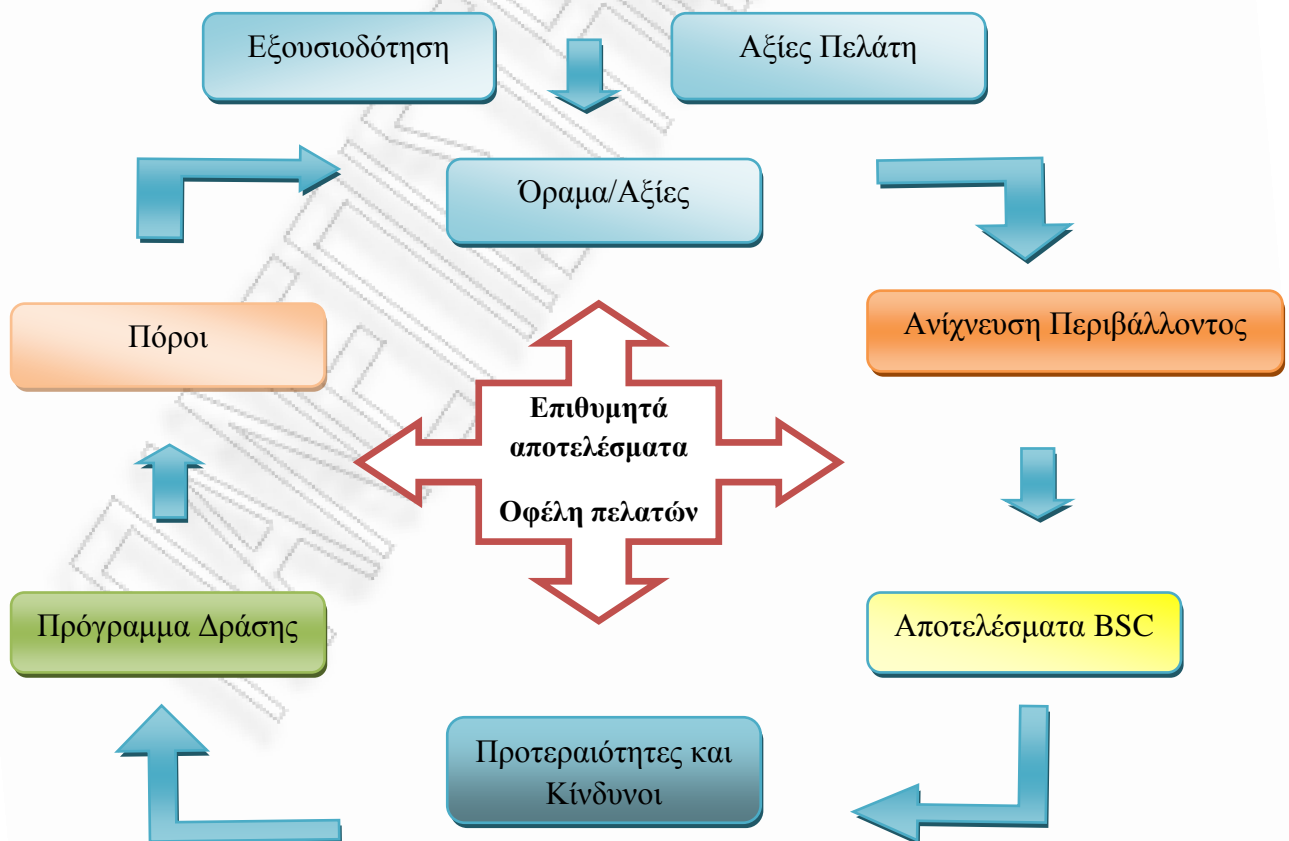 Εξουσιοδότηση
Αξίες Πελάτη
Όραμα/Αξίες
Πόροι
Ανίχνευση Περιβάλλοντος
Επιθυμητά
αποτελέσματα
Οφέλη πελατών
Πρόγραμμα Δράσης
Αποτελέσματα BSC
Προτεραιότητες και
Κίνδυνοι